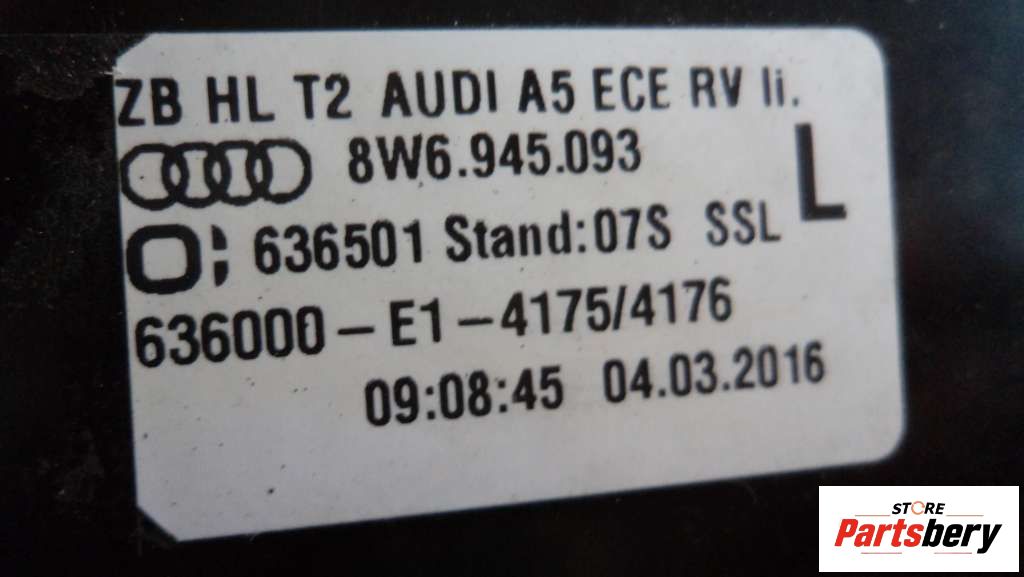 ZB HL T2 AUDI A5 ECE RV li.
8W6.945.093
L
636501 Stand:07S SSL
636000-E1-4175/4176
09:08:45 04.03.2016
STORE
Partsbery